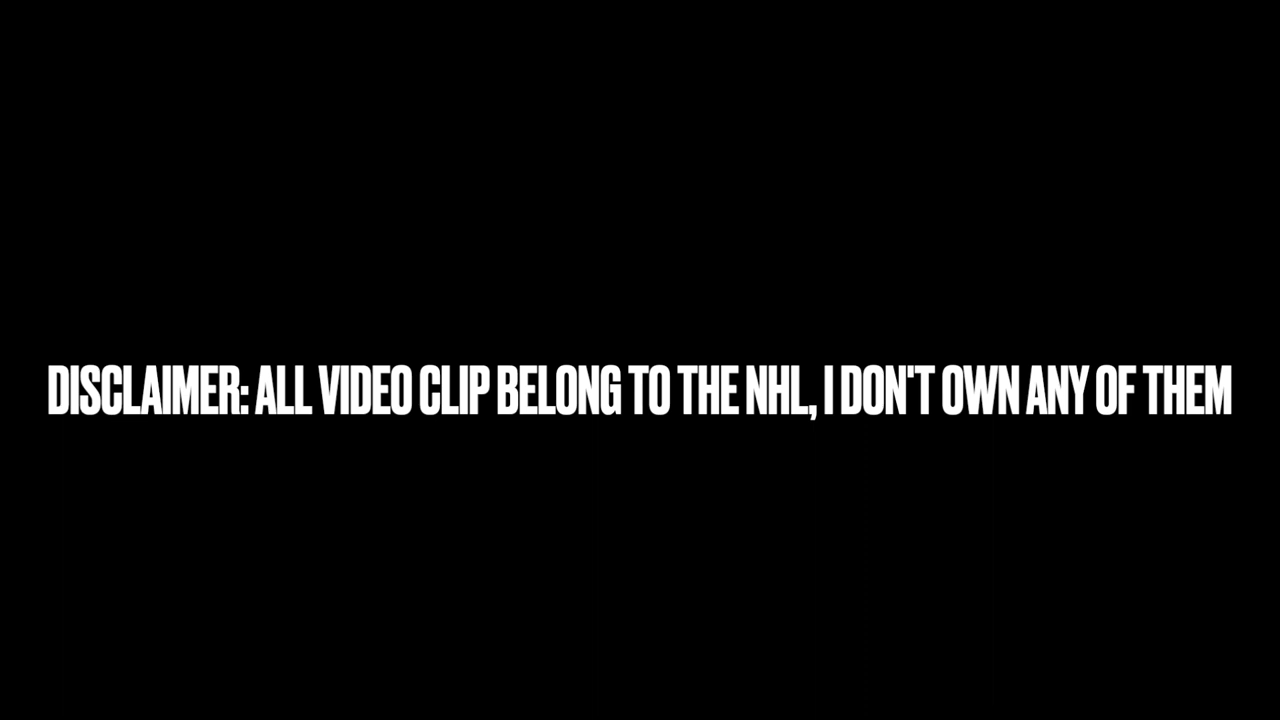 DISCLAIMER: ALL VIDEO CLIP BELONG TO THE NHL, I DON'T OWN ANY OF THEM